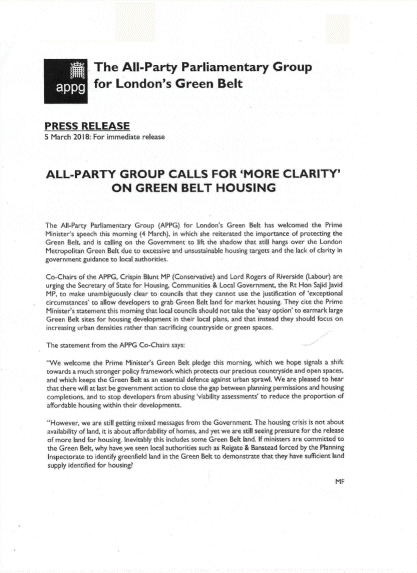 The All-Party Parliamentary Group
for London's Green Belt
appg
PRESS RELEASE
5 March 2018: For immediate release
ALL-PARTY GROUP CALLS FOR 'MORE CLARITY'
ON GREEN BELT HOUSING
The All-Party Parliamentary Group (APPG) for London's Green Belt has welcomed the Prime
Minister's speech this morning (4 March), in which she reiterated the importance of protecting the
Green Belt, and is calling on the Government to lift the shadow that still hangs over the London
Metropolitan Green Belt due to excessive and unsustainable housing targets and the lack of clarity in
government guidance to local authorities.
Co-Chairs of the APPG, Crispin Blunt MP (Conservative) and Lord Rogers of Riverside (Labour) are
urging the Secretary of State for Housing, Communities & Local Government, the Rt Hon Sajid Javid
MP, to make unambiguously clear to councils that they cannot use the justification of 'exceptional
circumstances' to allow developers to grab Green Belt land for market housing. They cite the Prime
Minister's statement this morning that local councils should not take the 'easy option' to earmark large
Green Belt sites for housing development in their local plans, and that instead they should focus on
increasing urban densities rather than sacrificing countryside or green spaces.
The statement from the APPG Co-Chairs says:
"We welcome the Prime Minister's Green Belt pledge this morning, which we hope signals a shift
towards a much stronger policy framework which protects our precious countryside and open spaces,
and which keeps the Green Belt as an essential defence against urban sprawl. We are pleased to hear
that there will at last be government action to close the gap between planning permissions and housing
completions, and to stop developers from abusing 'viability assessments' to reduce the proportion of
affordable housing within their developments.
"However, we are still getting mixed messages from the Government. The housing crisis is not about
availability of land, it is about affordability of homes, and yet we are still seeing pressure for the release
of more land for housing. Inevitably this includes some Green Belt land. If ministers are committed to
the Green Belt, why have we seen local authorities such as Reigate & Banstead forced by the Planning
Inspectorate to identify greenfield land in the Green Belt to demonstrate that they have sufficient land
supply identified for housing?
MF